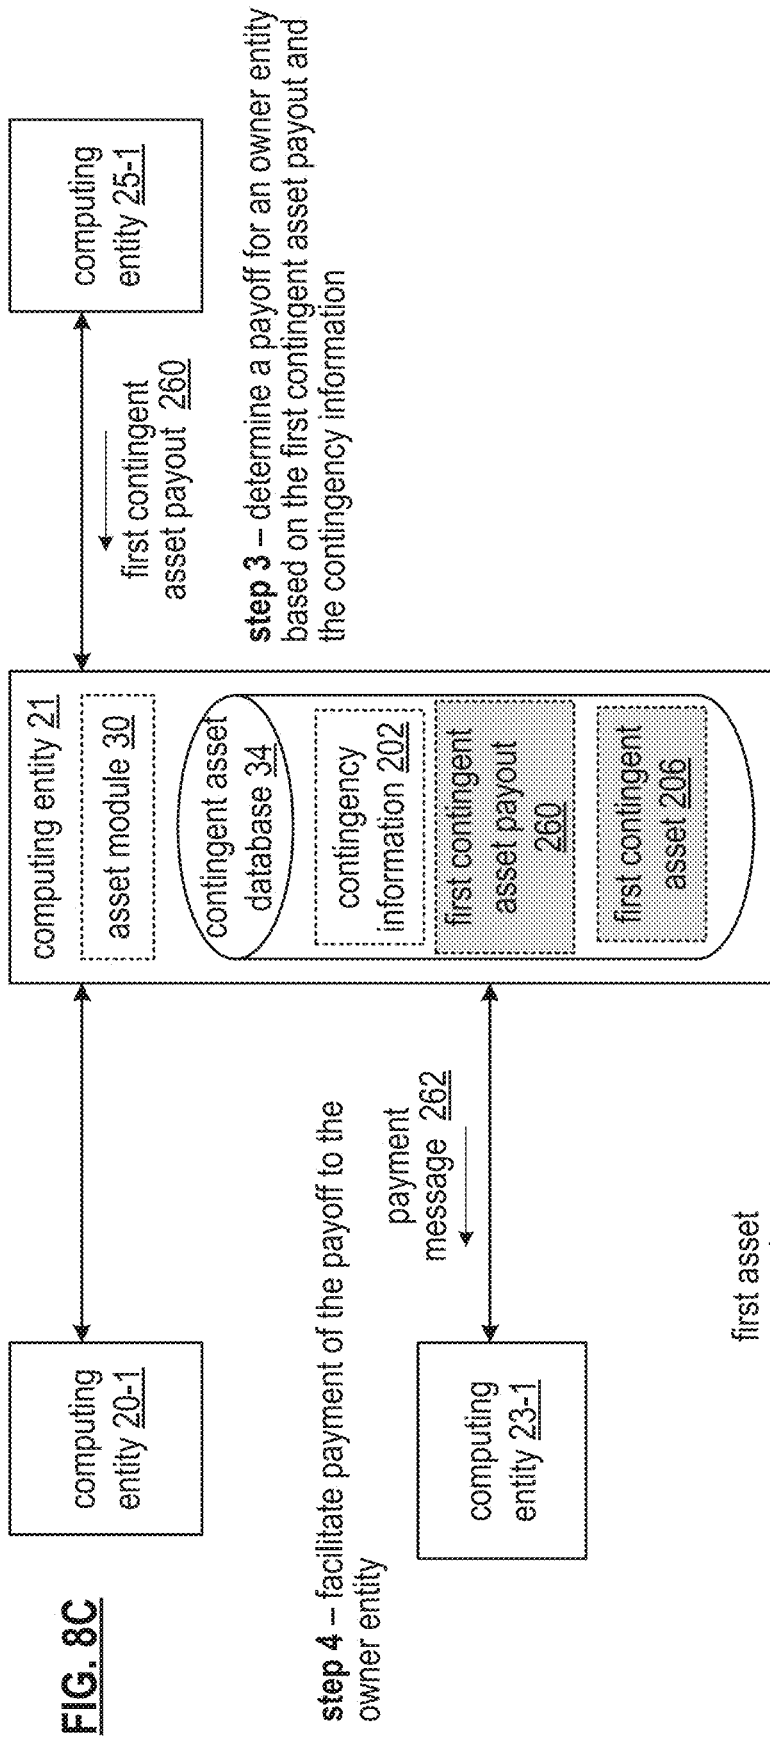 FIG. 8C
computing
entity 20-1
computing entity 21
asset module 30
contingent asset
database 34
contingency
information 202
first contingent
asset payout
260
first contingent
asset 206
first contingent
asset payout 260
computing
entity 25-1
step 3 – determine a payoff for an owner entity
based on the first contingent asset payout and
the contingency information
step 4 – facilitate payment of the payoff to the
owner entity
payment
message 262
computing
entity 23-1
first asset